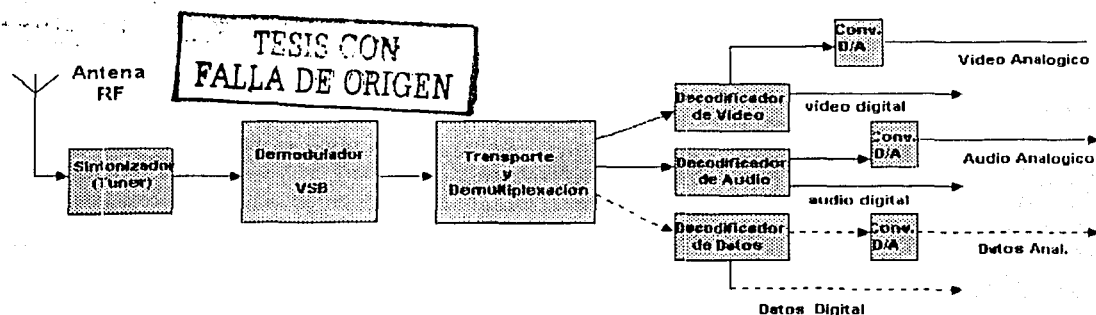 TESIS CON
FALLA DE ORIGEN
Antena
RF
Sintonizador
(Tuner)
Demodulador
VSB
Transporte
y
Demultiplexacion
Decodificador
de Video
Conv.
D/A
Video Analogico
video digital
Decodificador
de Audio
Conv.
D/A
Audio Analogico
audio digital
Decodificador
de Datos
Conv.
D/A
Datos Anal.
Datos Digital